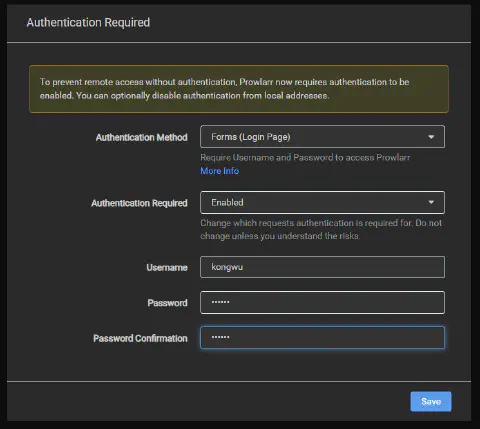 Authentication Required
To prevent remote access without authentication, Prowlarr now requires authentication to be
enabled. You can optionally disable authentication from local addresses.
Authentication Method
Forms (Login Page)
Require Username and Password to access Prowlarr
More Info
Authentication Required
Enabled
Change which requests authentication is required for. Do not
change unless you understand the risks.
Username
kongwu
Password
••••••
Password Confirmation
••••••
Save